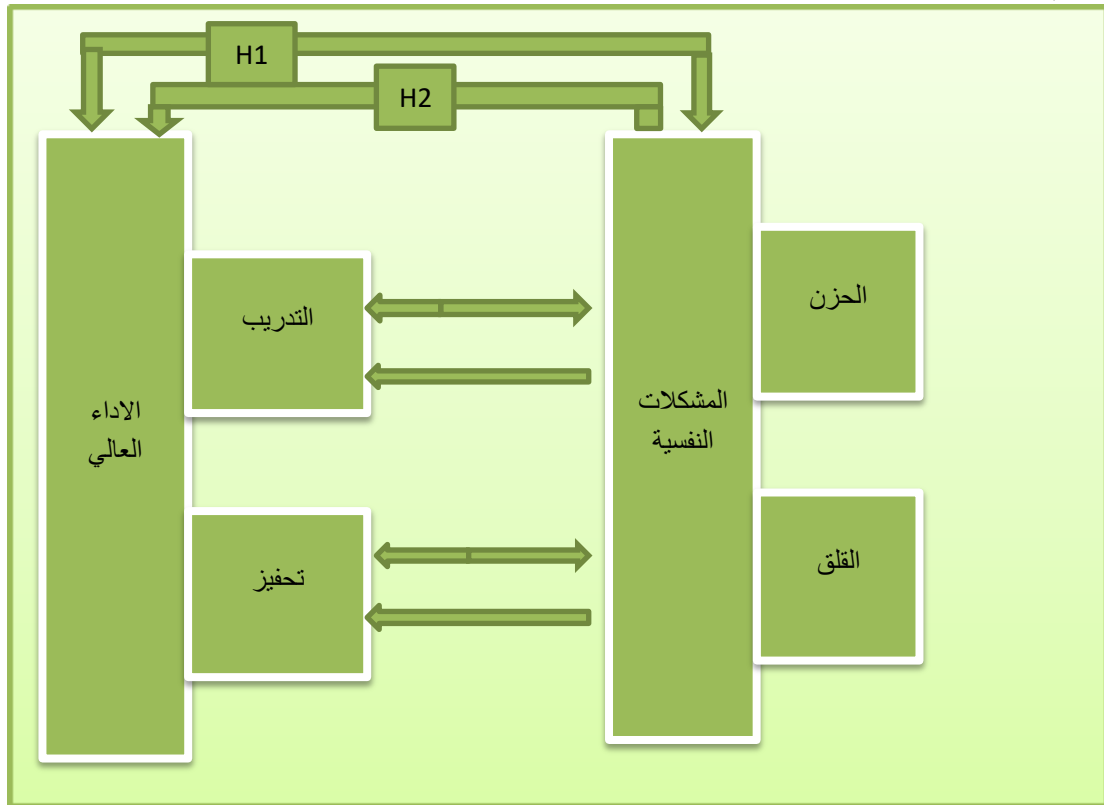 H1
H2
الحزن
التدريب
المشكلات
النفسية
الاداء
العالي
القلق
تحفيز